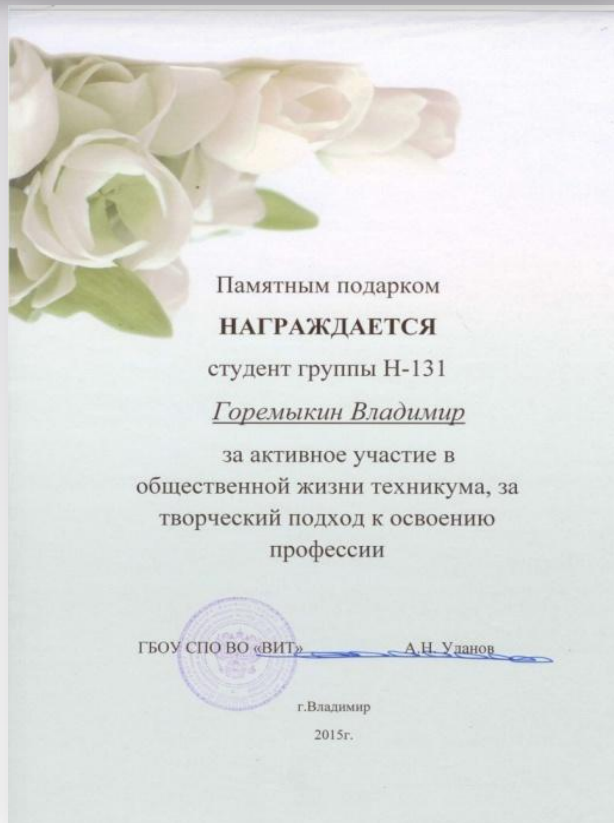 Памятным подарком
НАГРАЖДАЕТСЯ
студент группы Н-131
Горемыкин Владимир
за активное участие в
общественной жизни техникума, за
творческий подход к освоению
профессии
ГБОУ СПО ВО «ВИТ» А.Н. Уланов
г.Владимир
2015г.